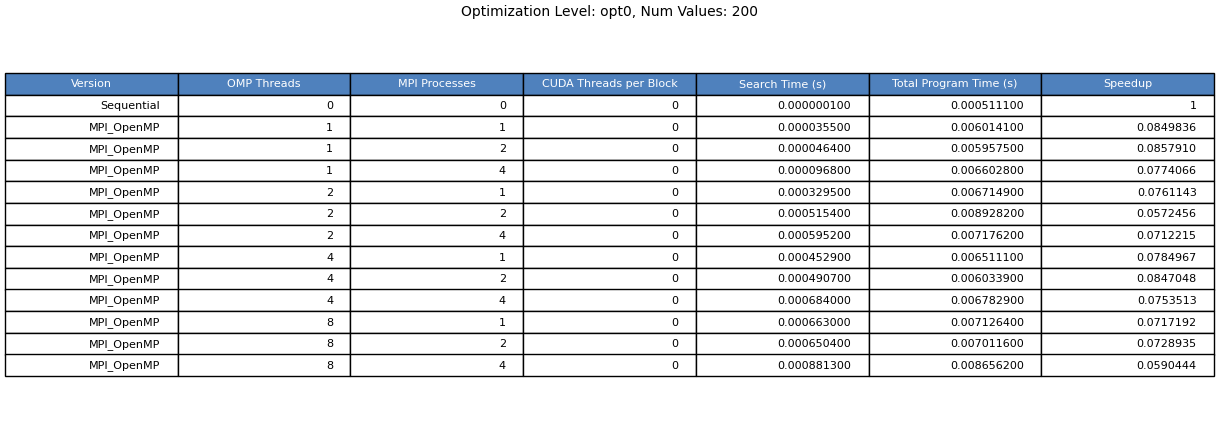 Optimization Level: opt0, Num Values: 200
Version OMP Threads MPI Processes CUDA Threads per Block Search Time (s) Total Program Time (s) Speedup
Sequential 0 0 0 0.000000100 0.000511100 1
MPI_OpenMP 1 1 0 0.000035500 0.006014100 0.0849836
MPI_OpenMP 1 2 0 0.000046400 0.005957500 0.0857910
MPI_OpenMP 1 4 0 0.000096800 0.006602800 0.0774066
MPI_OpenMP 2 1 0 0.000329500 0.006714900 0.0761143
MPI_OpenMP 2 2 0 0.000515400 0.008928200 0.0572456
MPI_OpenMP 2 4 0 0.000595200 0.007176200 0.0712215
MPI_OpenMP 4 1 0 0.000452900 0.006511100 0.0784967
MPI_OpenMP 4 2 0 0.000490700 0.006033900 0.0847048
MPI_OpenMP 4 4 0 0.000684000 0.006782900 0.0753513
MPI_OpenMP 8 1 0 0.000663000 0.007126400 0.0717192
MPI_OpenMP 8 2 0 0.000650400 0.007011600 0.0728935
MPI_OpenMP 8 4 0 0.000881300 0.008656200 0.0590444